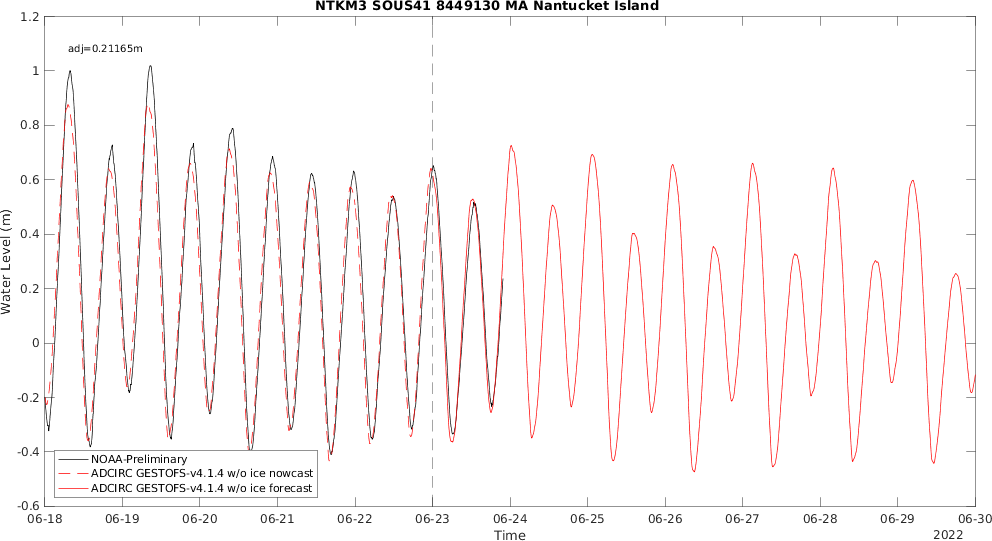 NTKM3 SOUS41 8449130 MA Nantucket Island
1.2
adj=0.21165m
1
0.8
0.6
0.4
0.2
0
-0.2
-0.4
-0.6
Water Level (m)
NOAA-Preliminary
ADCIRC GESTOFS-v4.1.4 w/o ice nowcast
ADCIRC GESTOFS-v4.1.4 w/o ice forecast
06-18 06-19 06-20 06-21 06-22 06-23 06-24 06-25 06-26 06-27 06-28 06-29 06-30
Time
2022